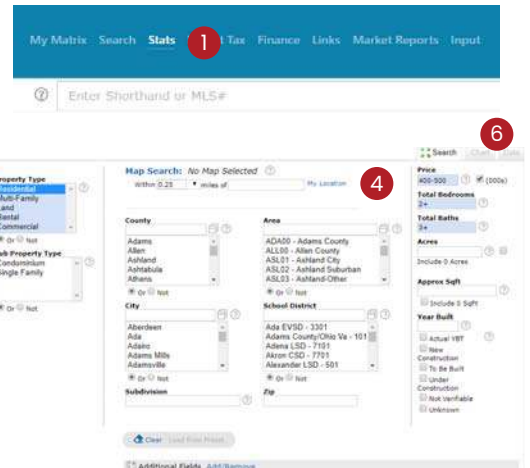 My Matrix Search Stats 1 t Tax Finance Links Market Reports Input
Enter Shorthand or MLS#
6
Search Chart Data
Property Type
Residential
Multi-Family
Land
Rental
Commercial
Or Not
Sub Property Type
Condominium
Single Family
Or Not
Map Search: No Map Selected
Within 0.25 miles of
My Location
4
County
Adams
Allen
Ashland
Ashtabula
Athens
Or Not
Area
ADA00 - Adams County
ALL00 - Allen County
ASL01 - Ashland City
ASL02 - Ashland Suburban
ASL03 - Ashland-Other
Or Not
City
Aberdeen
Ada
Adairo
Adams Mills
Adamsville
Or Not
School District
Ada EVSD - 3301
Adams County/Ohio Va - 101
Adena LSD - 7101
Akron CSD - 7701
Alexander LSD - 501
Or Not
Subdivision
Zip
Price
400-500 (000s)
Total Bedrooms
2+
Total Baths
3+
Acres
Include 0 Acres
Approx Sqft
Include 0 SqFt
Year Built
Actual YBT
New
Construction
To Be Built
Under
Construction
Not Verifiable
Unknown
Clear Load From Preset
Additional Fields Add/Remove